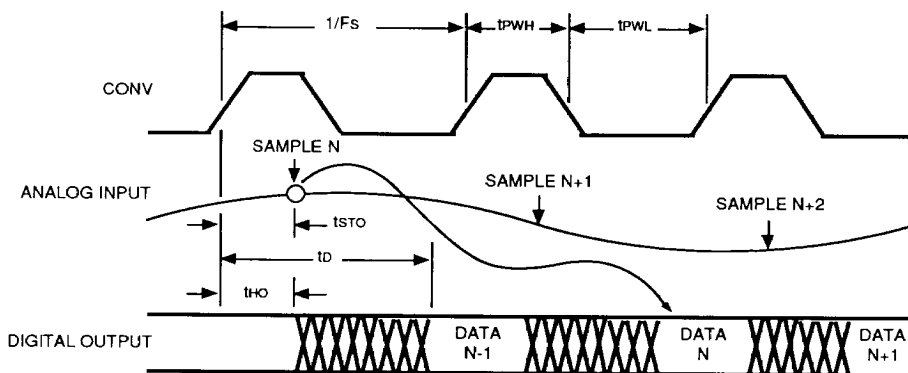 1/Fs
tPWH
tPWL
CONV
SAMPLE N
ANALOG INPUT
SAMPLE N+1
SAMPLE N+2
tSTO
tD
tHO
DIGITAL OUTPUT
DATA
N-1
DATA
N
DATA
N+1